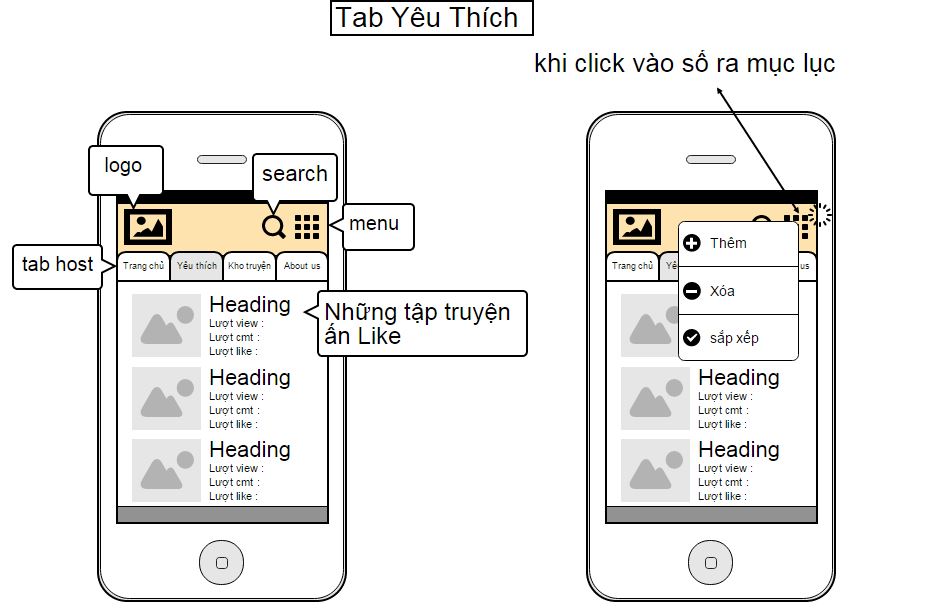 Tab Yêu Thích
khi click vào sổ ra mục lục
logo
search
menu
tab host
Trang chủ
Yêu thích
Kho truyện
About us
Heading
Lượt view :
Lượt cmt :
Lượt like :
Những tập truyện
ấn Like
Heading
Lượt view :
Lượt cmt :
Lượt like :
Heading
Lượt view :
Lượt cmt :
Lượt like :
Trang chủ
Yê
us
Thêm
Xóa
sắp xếp
Heading
Lượt view :
Lượt cmt :
Lượt like :
Heading
Lượt view :
Lượt cmt :
Lượt like :